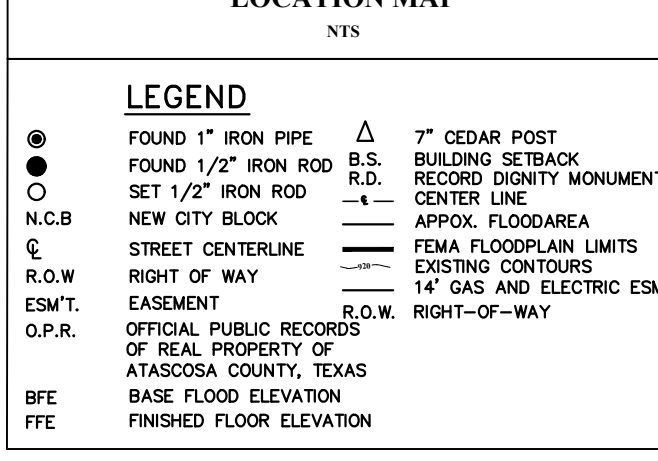 LOCATION MAP
NTS
LEGEND
FOUND 1" IRON PIPE
FOUND 1/2" IRON ROD
SET 1/2" IRON ROD
N.C.B NEW CITY BLOCK
℄ STREET CENTERLINE
R.O.W RIGHT OF WAY
ESM'T. EASEMENT
O.P.R. OFFICIAL PUBLIC RECORDS
OF REAL PROPERTY OF
ATASCOSA COUNTY, TEXAS
BFE BASE FLOOD ELEVATION
FFE FINISHED FLOOR ELEVATION
7" CEDAR POST
B.S. BUILDING SETBACK
R.D. RECORD DIGNITY MONUMENT
℄ CENTER LINE
APPOX. FLOODAREA
FEMA FLOODPLAIN LIMITS
920 EXISTING CONTOURS
14' GAS AND ELECTRIC ESM
R.O.W. RIGHT-OF-WAY